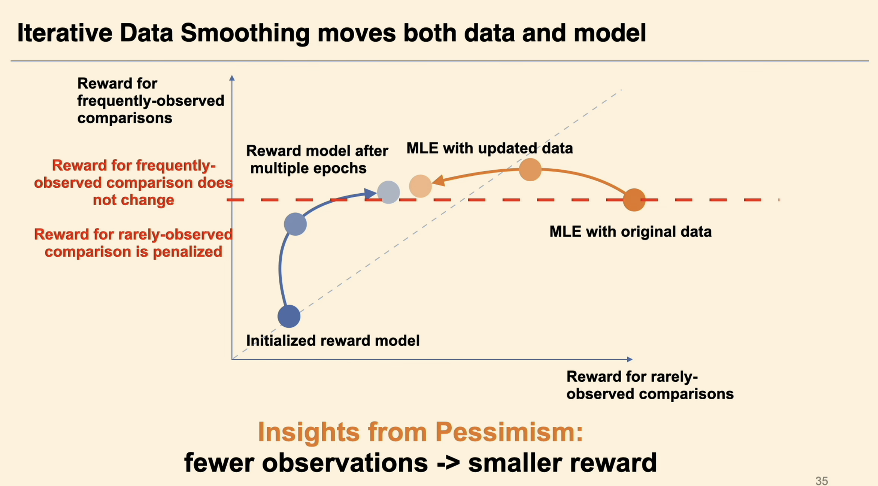 Iterative Data Smoothing moves both data and model
Reward for
frequently-observed
comparisons
Reward model after
multiple epochs
MLE with updated data
Reward for frequently-
observed comparison does
not change
Reward for rarely-observed
comparison is penalized
MLE with original data
Initialized reward model
Reward for rarely-
observed comparisons
Insights from Pessimism:
fewer observations -> smaller reward
35